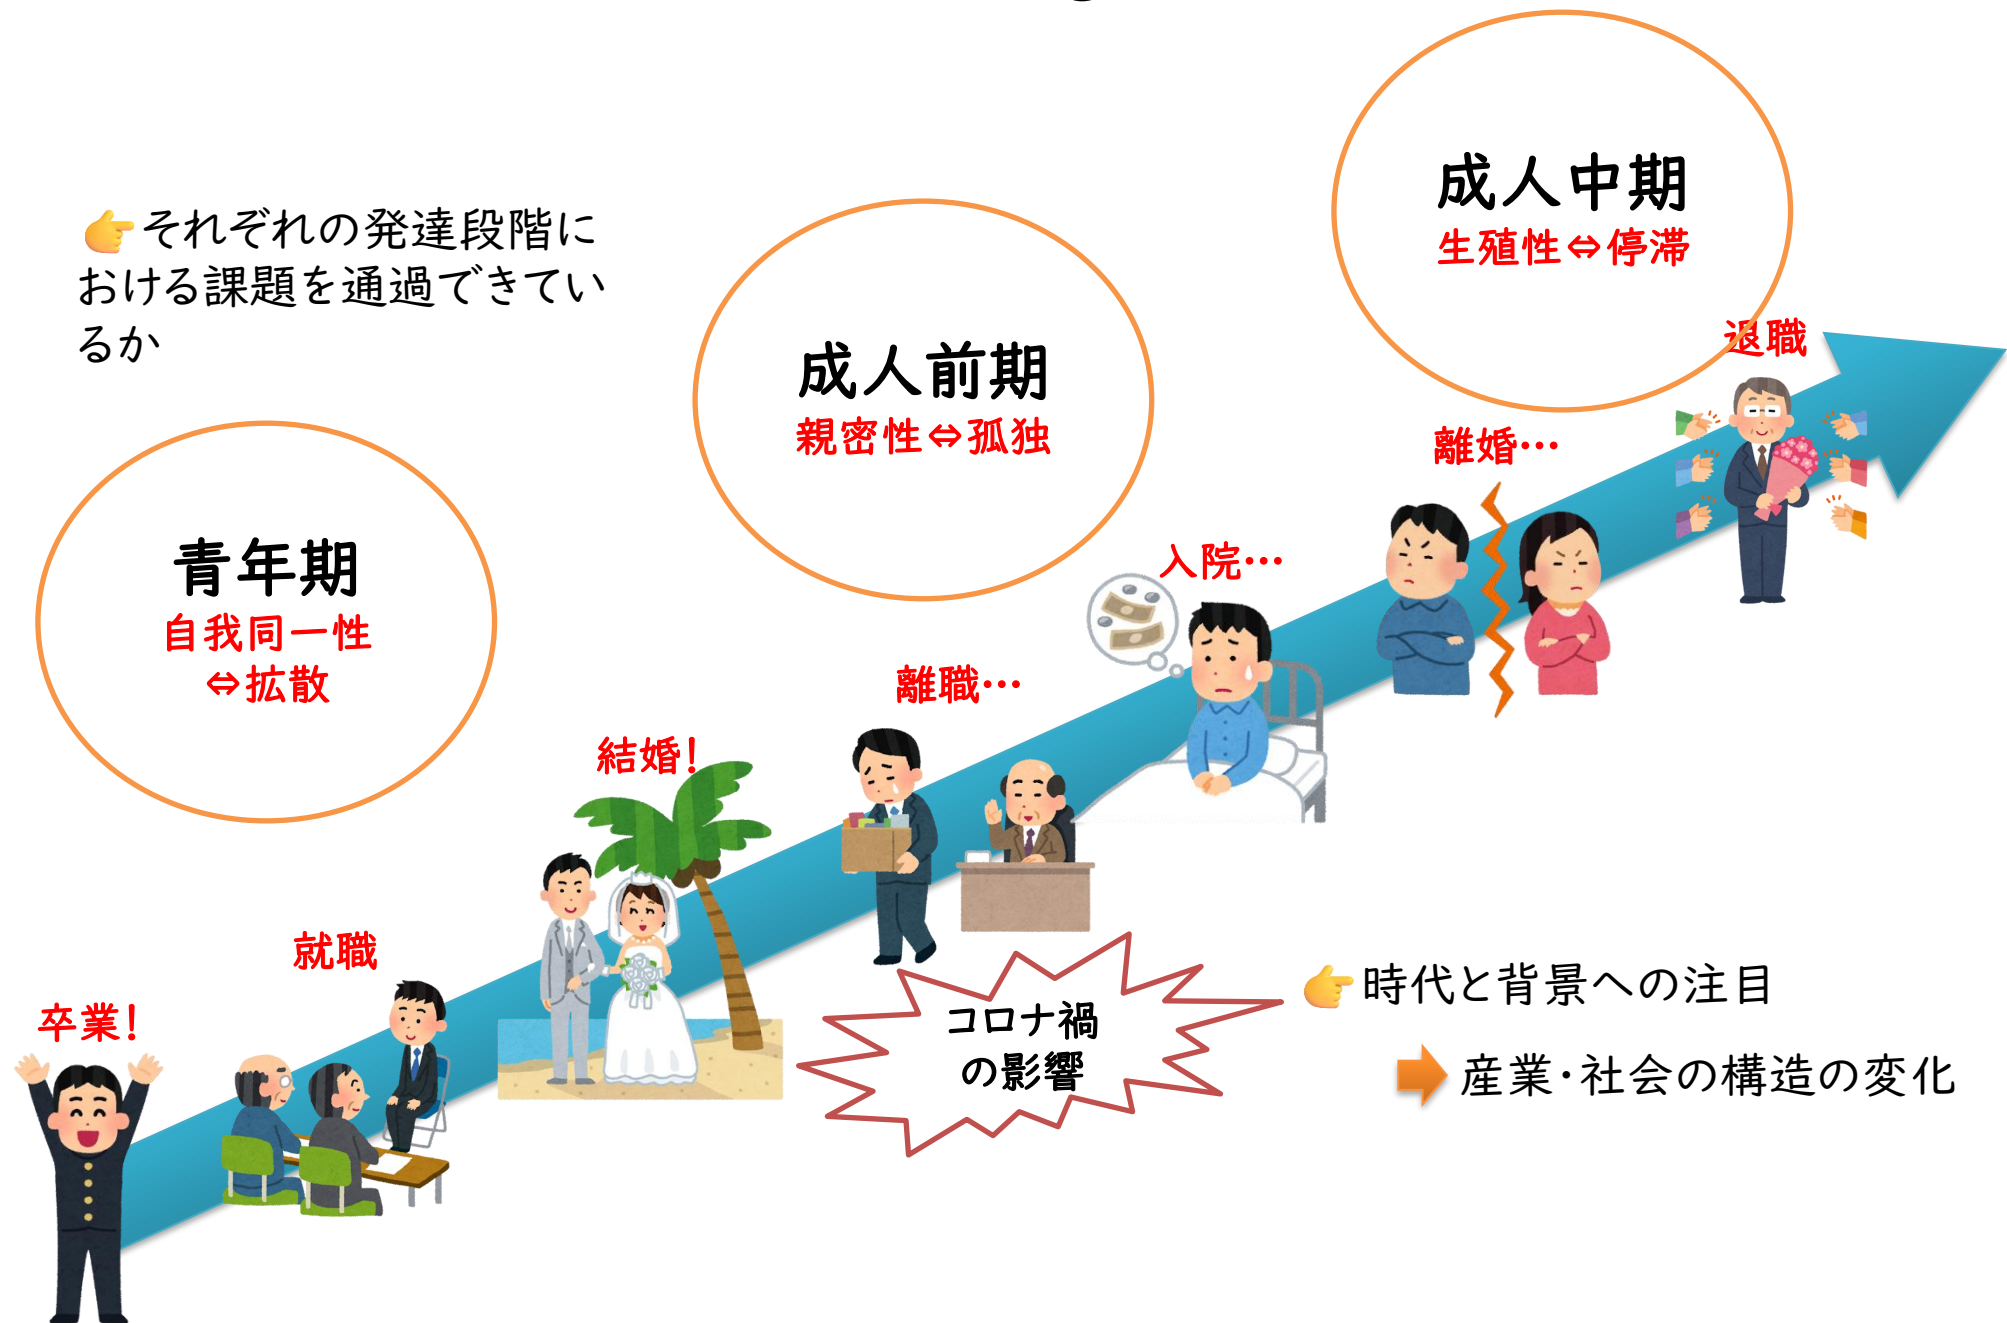 👉それぞれの発達段階に
おける課題を通過できてい
るか
青年期
自我同一性
⇔拡散
成人前期
親密性⇔孤独
成人中期
生殖性⇔停滞
卒業!
就職
結婚!
離職…
入院…
離婚…
退職
コロナ禍
の影響
👉時代と背景への注目
産業・社会の構造の変化